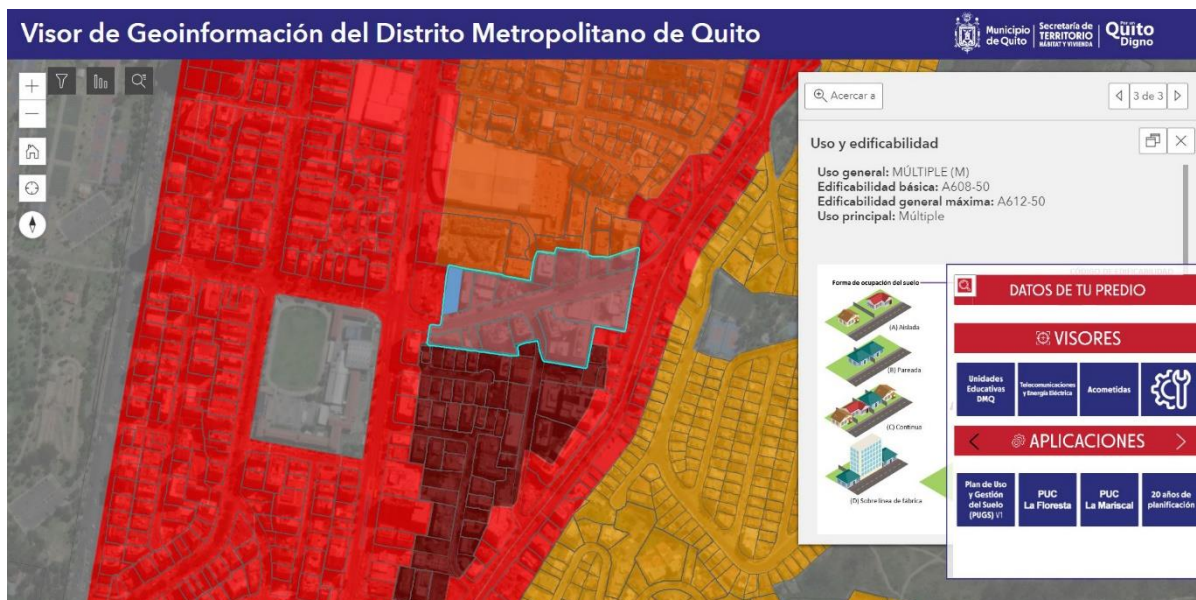 Visor de Geoinformación del Distrito Metropolitano de Quito
Municipio
de Quito
Secretaría de
TERRITORIO
HÁBITAT Y VIVIENDA
Por un
Quito
Digno
Acercar a
3 de 3
Uso y edificabilidad
Uso general: MÚLTIPLE (M)
Edificabilidad básica: A608-50
Edificabilidad general máxima: A612-50
Uso principal: Múltiple
Forma de ocupación del suelo
(A) Aislada
(B) Pareada
(C) Continua
(D) Sobre línea de fábrica
DATOS DE TU PREDIO
VISORES
Unidades
Educativas
DMQ
Telecomunicaciones
y Energía Eléctrica
Acometidas
APLICACIONES
Plan de Uso
y Gestión
del Suelo
(PUGS) V1
PUC
La Floresta
PUC
La Mariscal
20 años de
planificación